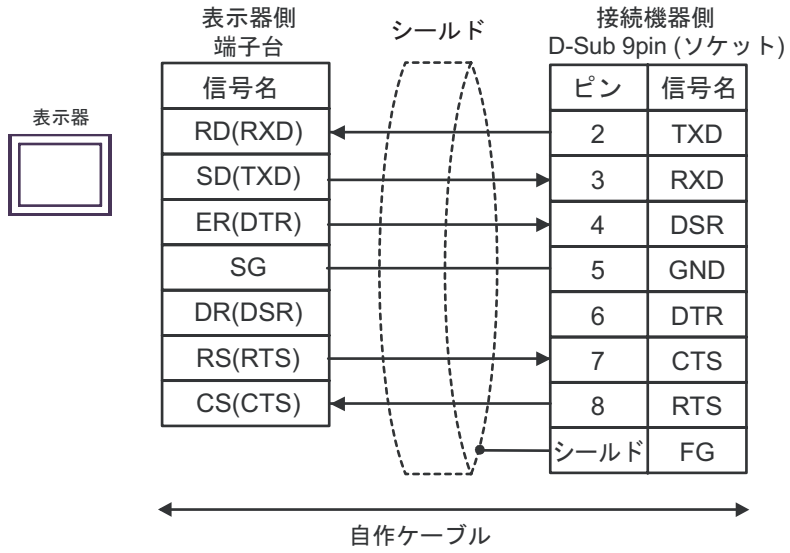 表示器側
端子台
シールド
接続機器側
D-Sub 9pin (ソケット)
表示器
信号名
ピン 信号名
RD(RXD) 2 TXD
SD(TXD) 3 RXD
ER(DTR) 4 DSR
SG 5 GND
DR(DSR) 6 DTR
RS(RTS) 7 CTS
CS(CTS) 8 RTS
シールド FG
自作ケーブル